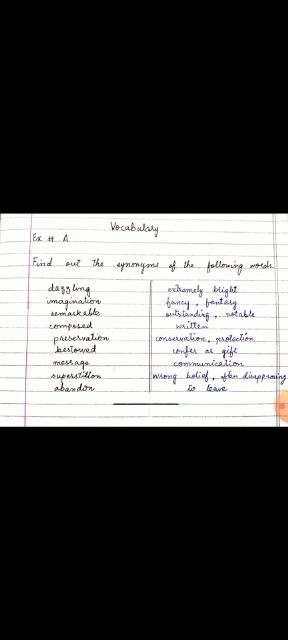 Vocabulary
Ex # A
Find out the synonyms of the following words.
dazzling extremely bright
imagination fancy, fantasy
remarkable outstanding, notable
composed written
preservation conservation, protection
bestowed confer as gift
message communication
superstition wrong belief, often disapproving
abandon to leave